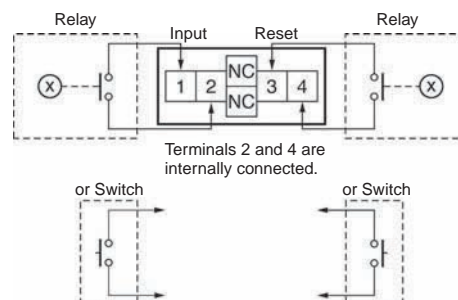 Relay
Input
Reset
Relay
X
1
2
NC
NC
3
4
X
Terminals 2 and 4 are
internally connected.
or Switch
or Switch